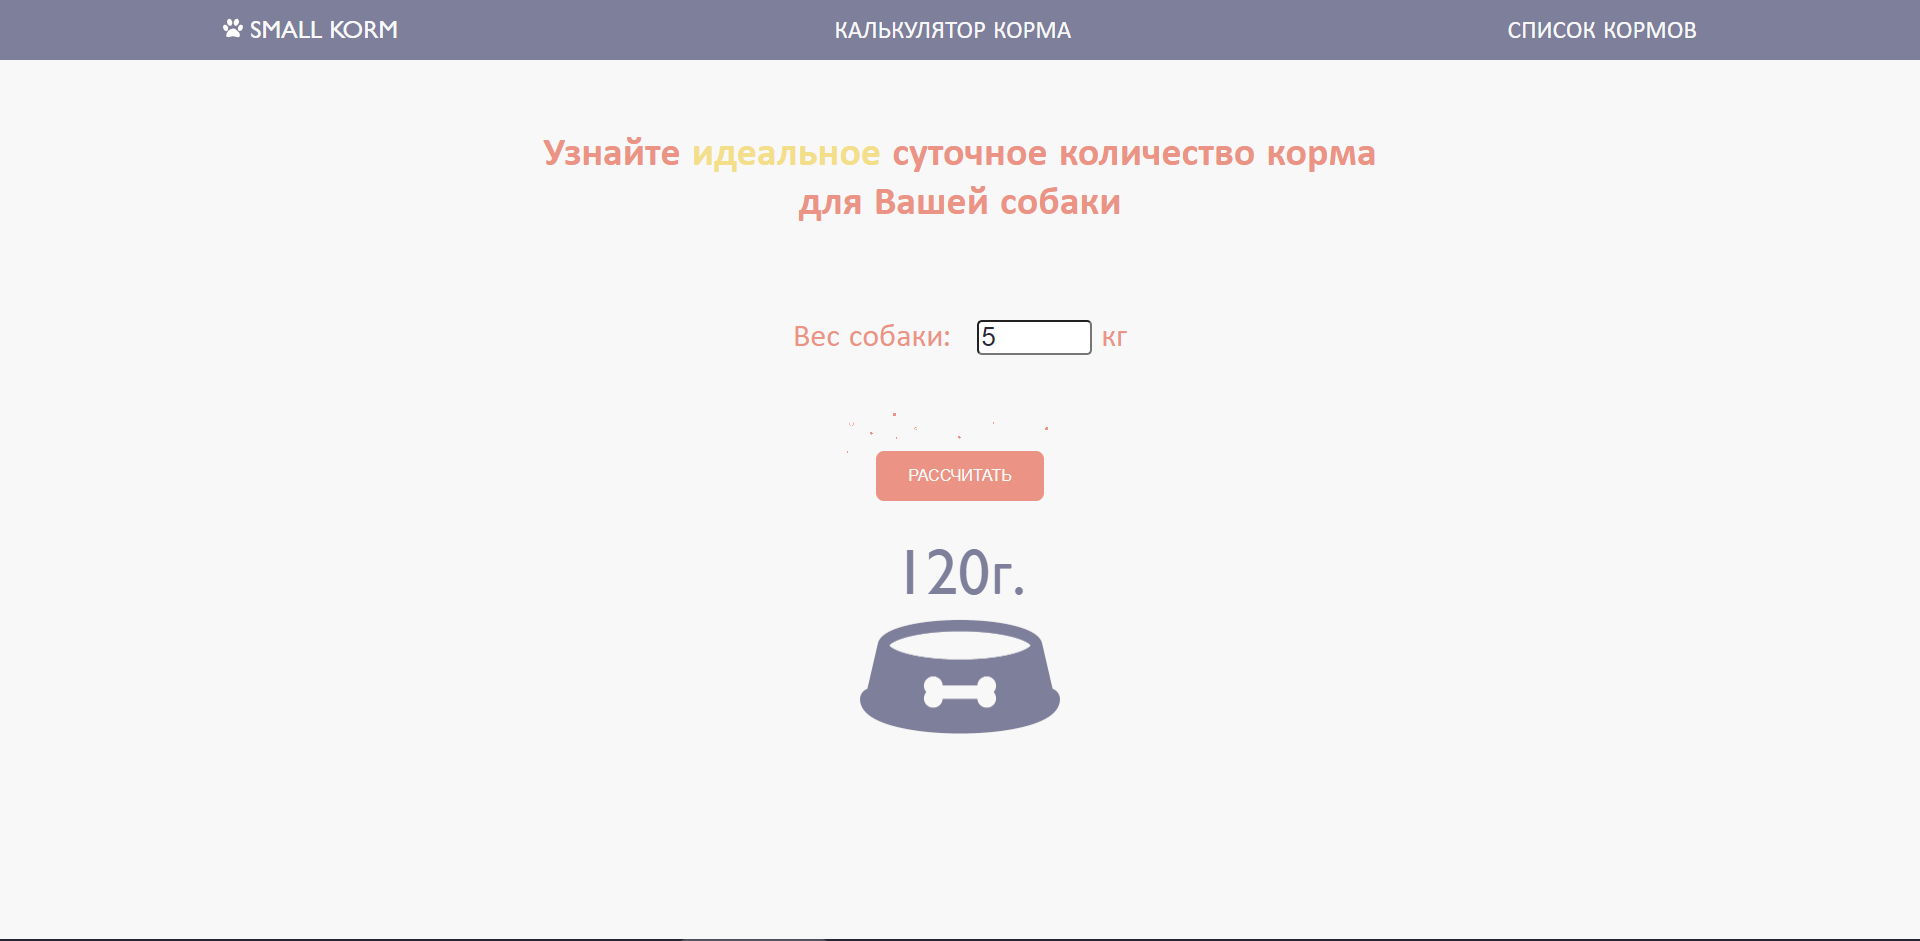 SMALL KORM
КАЛЬКУЛЯТОР КОРМА
СПИСОК КОРМОВ
Узнайте идеальное суточное количество корма
для Вашей собаки
Вес собаки: 5 кг
РАССЧИТАТЬ
120г.